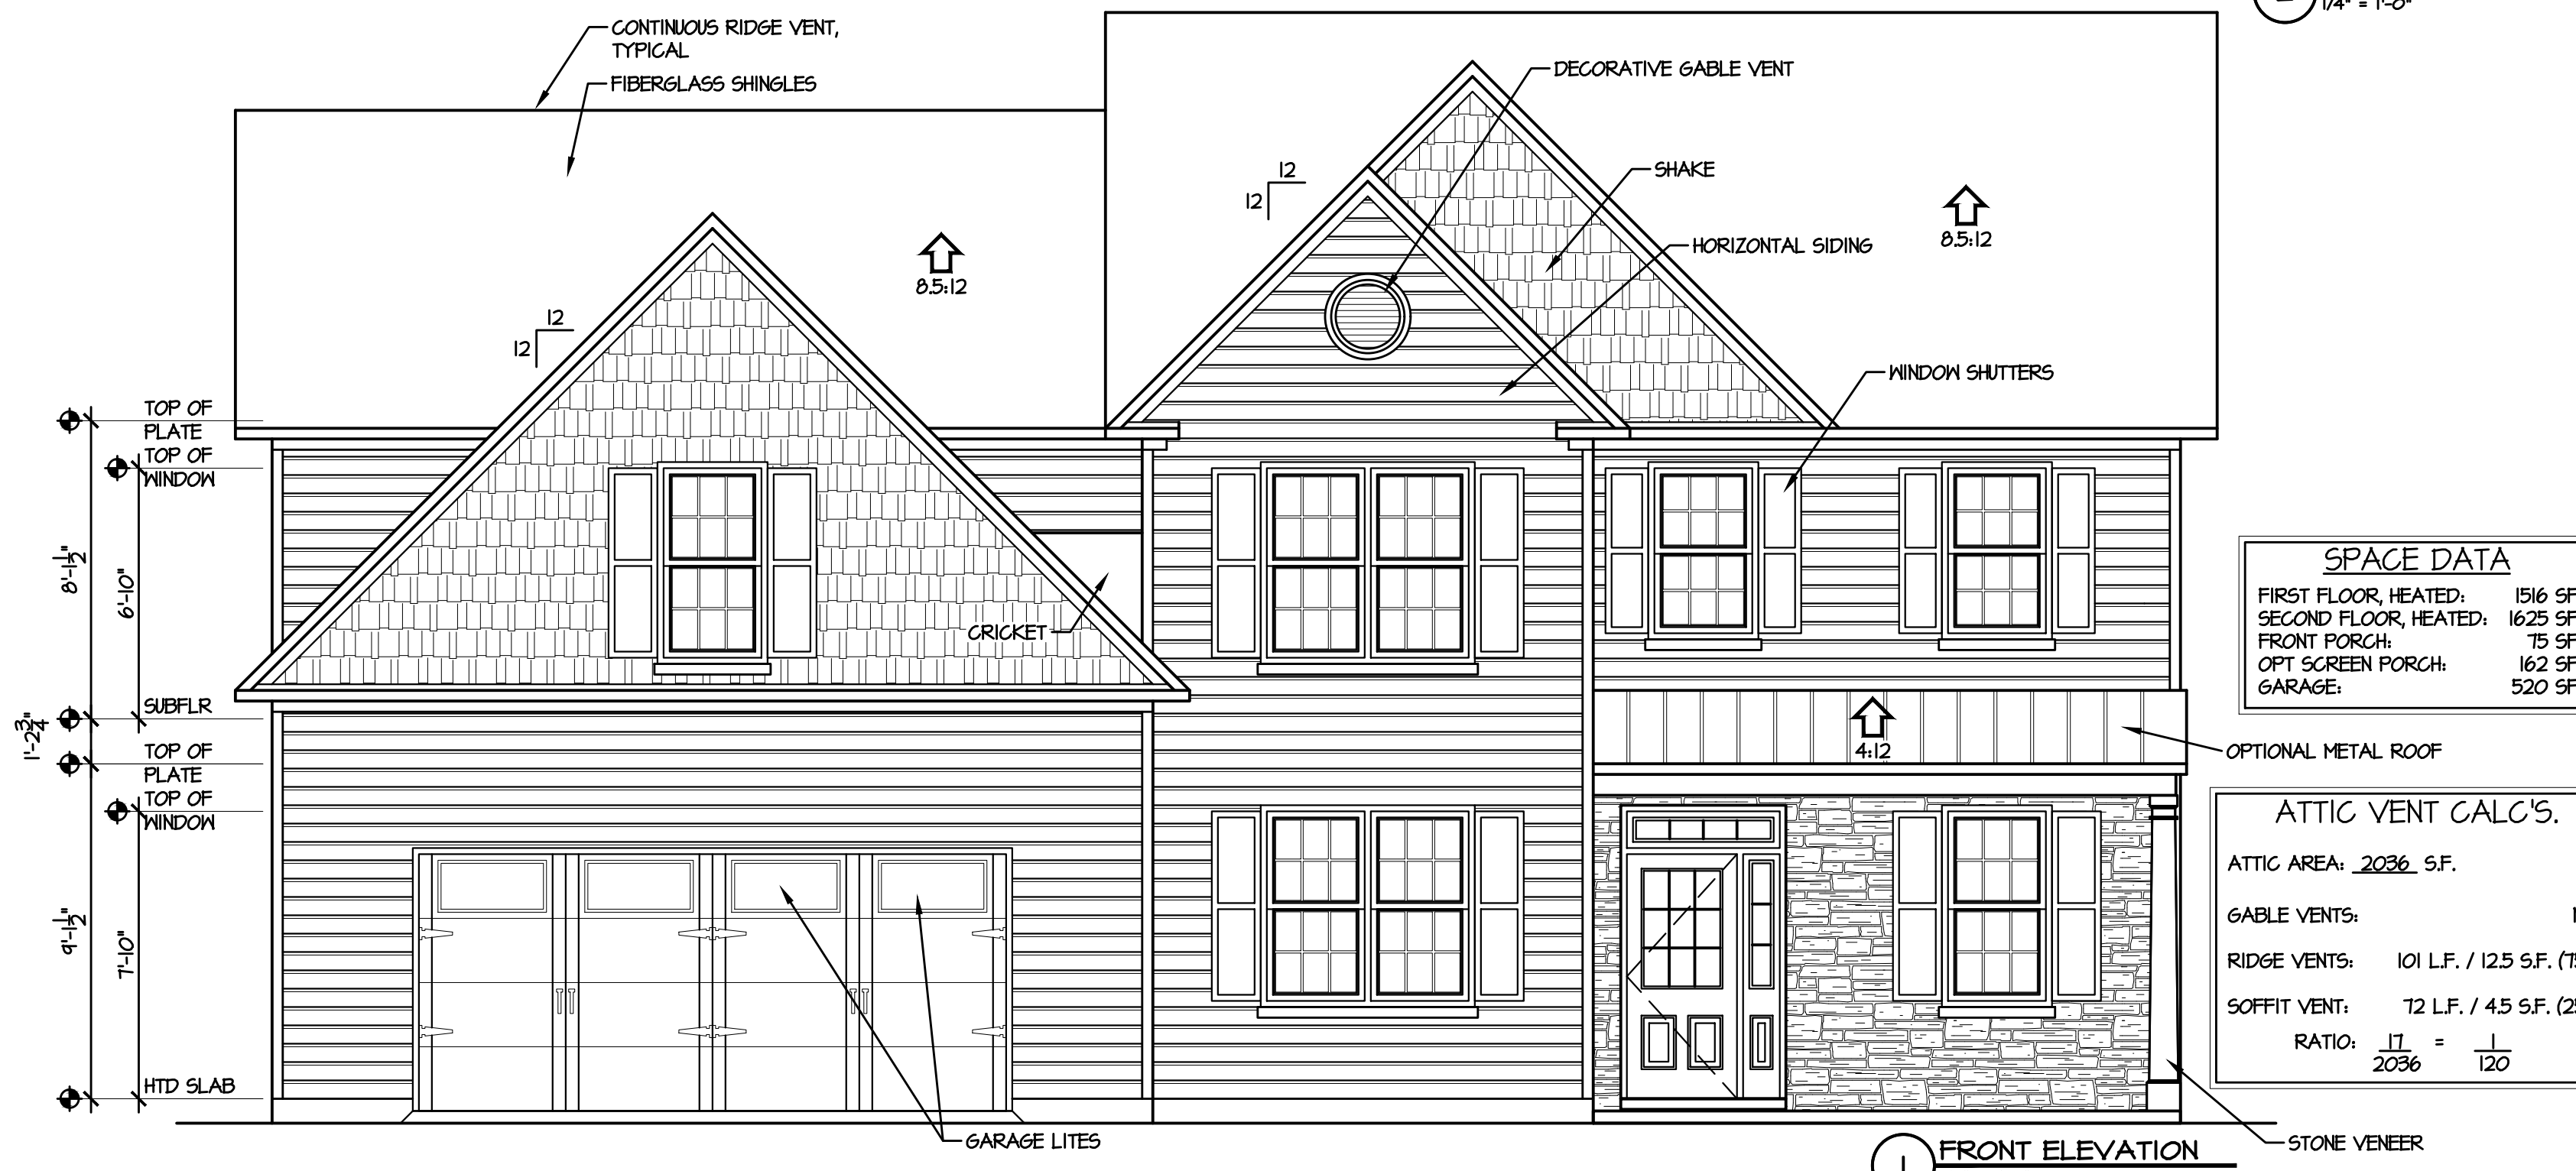 1/4" = 1'-0"
CONTINUOUS RIDGE VENT,
TYPICAL
FIBERGLASS SHINGLES
DECORATIVE GABLE VENT
12
12
SHAKE
8.5:12
HORIZONTAL SIDING
8.5:12
12
12
WINDOW SHUTTERS
TOP OF
PLATE
TOP OF
WINDOW
8'-1 1/2"
6'-10"
CRICKET
SUBFLR
1'-2 3/4"
TOP OF
PLATE
TOP OF
WINDOW
4:12
9'-1 1/2"
7'-10"
HTD SLAB
GARAGE LITES
SPACE DATA
FIRST FLOOR, HEATED: 1516 SF
SECOND FLOOR, HEATED: 1625 SF
FRONT PORCH: 75 SF
OPT SCREEN PORCH: 162 SF
GARAGE: 520 SF
OPTIONAL METAL ROOF
ATTIC VENT CALC'S.
ATTIC AREA: 2036 S.F.
GABLE VENTS:
RIDGE VENTS: 101 L.F. / 12.5 S.F.
SOFFIT VENT: 72 L.F. / 4.5 S.F.
RATIO: 17/2036 = 1/120
STONE VENEER
1 FRONT ELEVATION